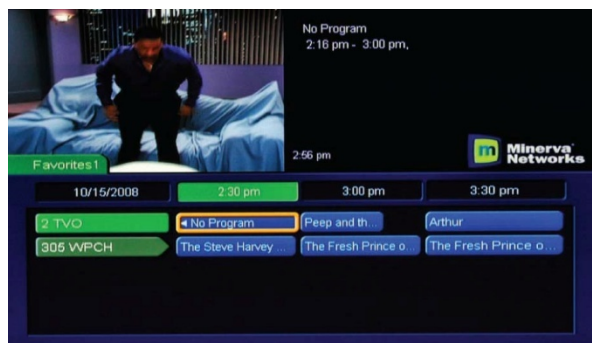 No Program
2:16 pm - 3:00 pm,
2:56 pm
m Minerva
Networks
Favorites1
10/15/2008 2:30 pm 3:00 pm 3:30 pm
2 TVO No Program Peep and th... Arthur
305 WPCH The Steve Harvey ... The Fresh Prince o... The Fresh Prince o...